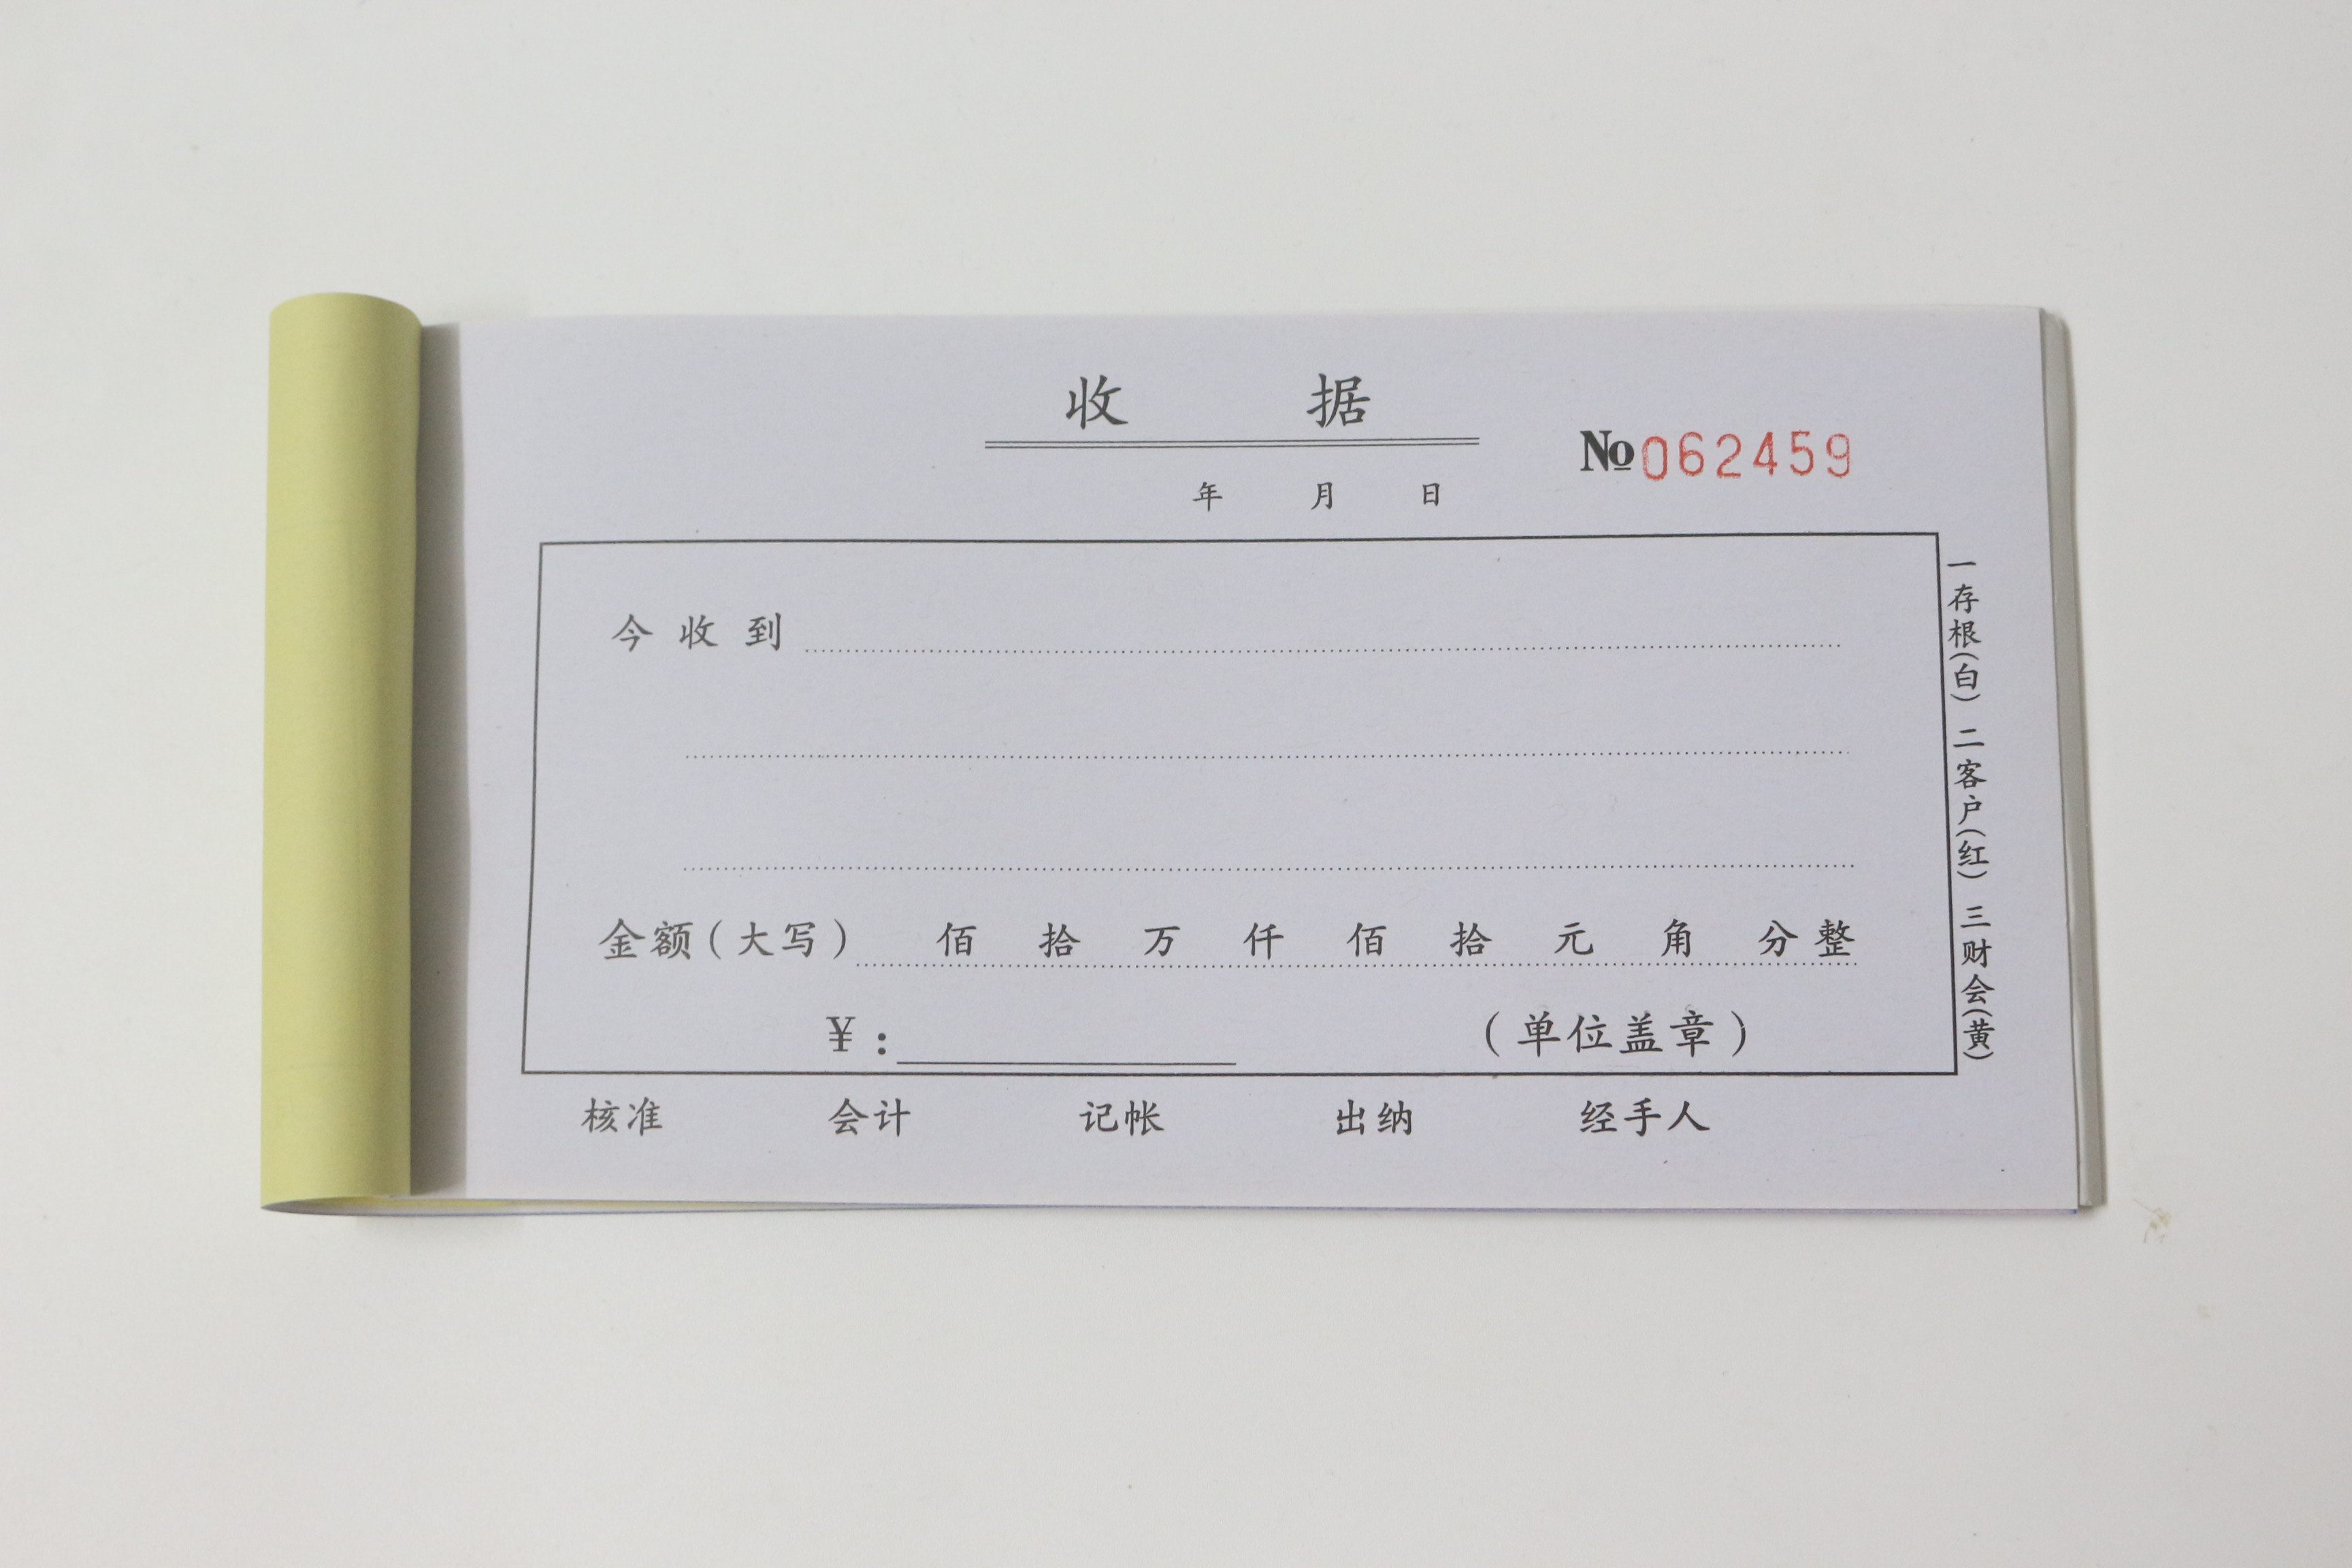 收 据
No062459
年 月 日
今收到
金额(大写) 佰 拾 万 仟 佰 拾 元 角 分整
¥: (单位盖章)
核准 会计 记帐 出纳 经手人
一存根(白) 二客户(红) 三财会(黄)